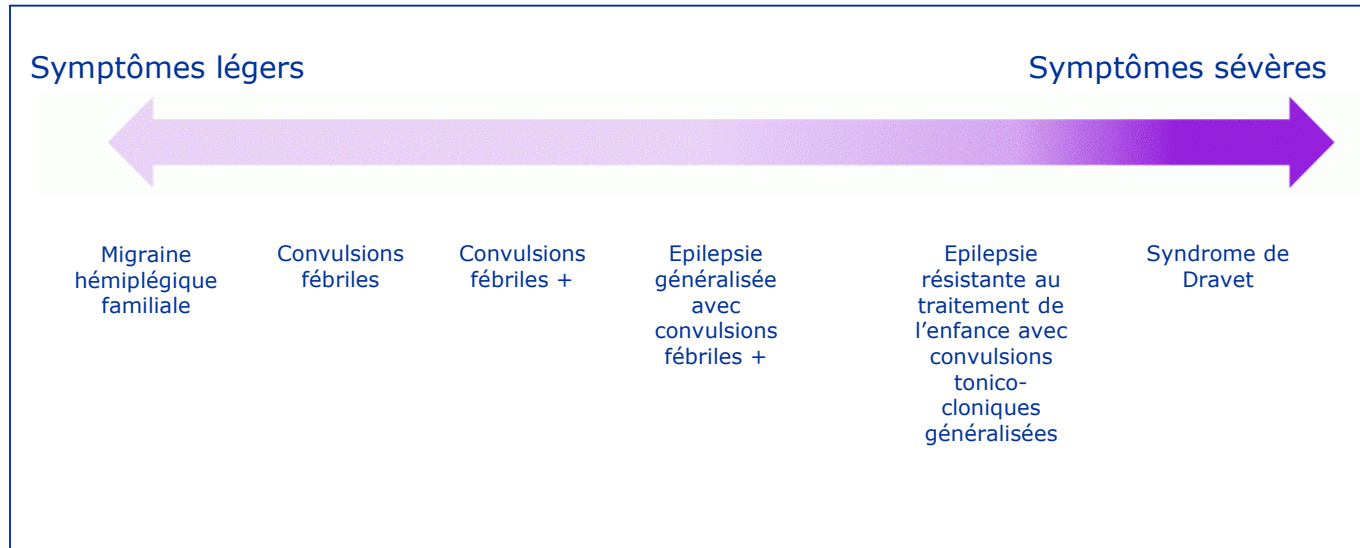 Symptômes légers
Symptômes sévères
Migraine
hémiplégique
familiale
Convulsions
fébriles
Convulsions
fébriles +
Epilepsie
généralisée
avec
convulsions
fébriles +
Epilepsie
résistante au
traitement de
l’enfance avec
convulsions
tonico-
cloniques
généralisées
Syndrome de
Dravet